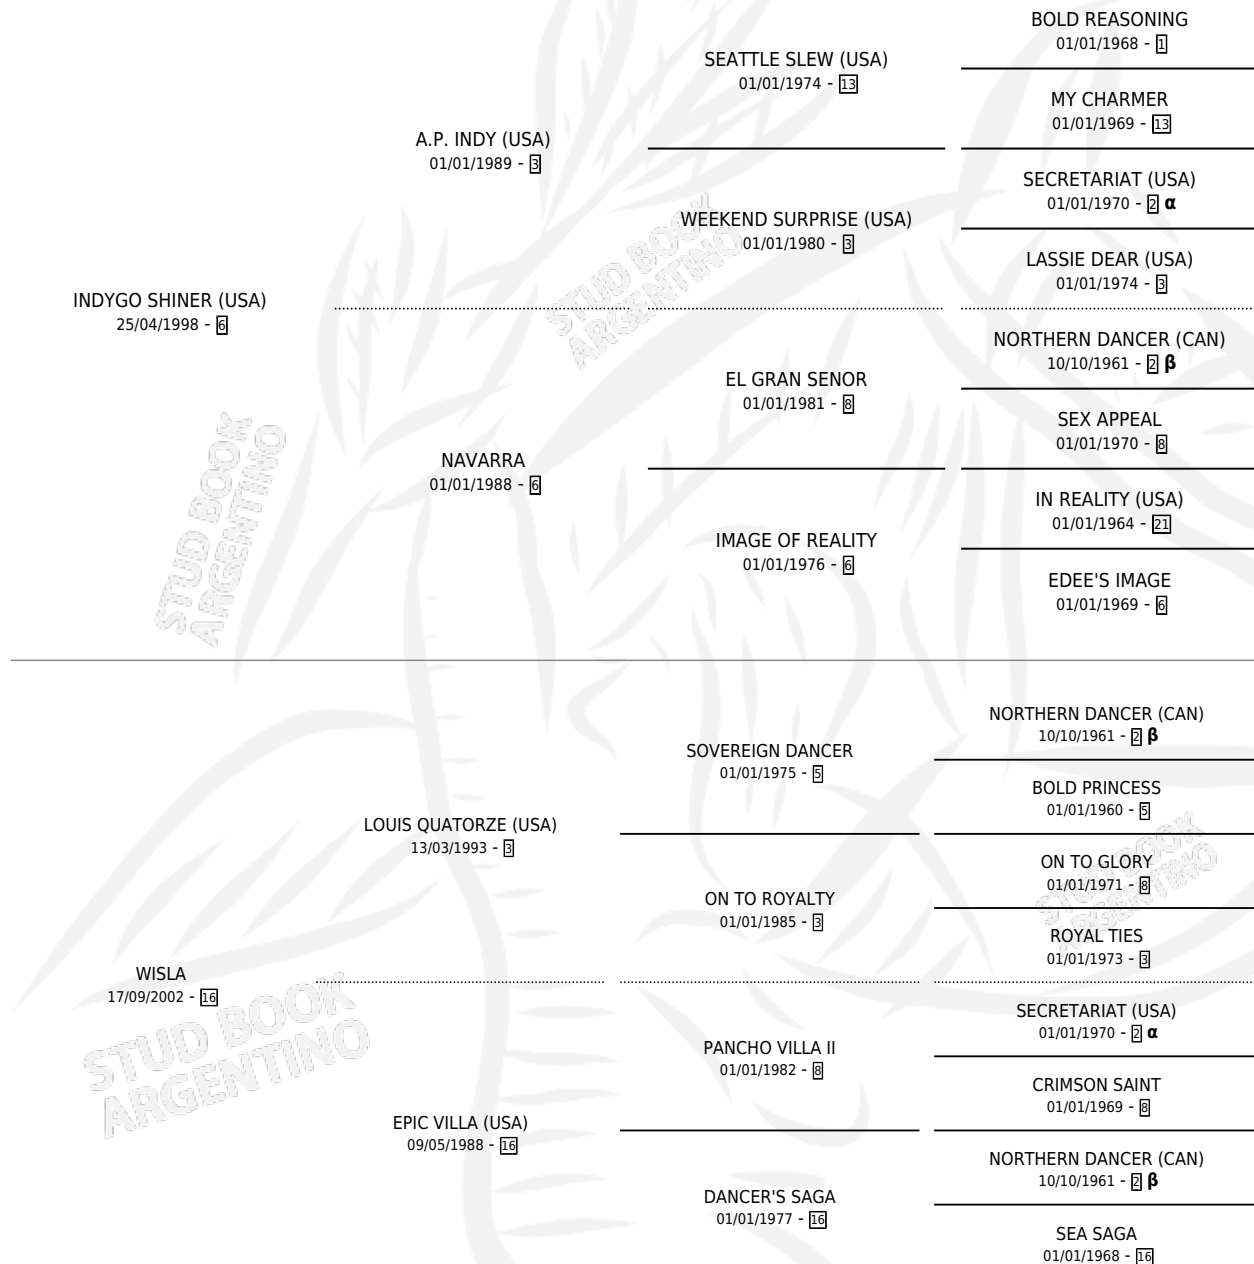 BOLD REASONING
01/01/1968 - 1
SEATTLE SLEW (USA)
01/01/1974 - 13
MY CHARMER
01/01/1969 - 13
A.P. INDY (USA)
01/01/1989 - 3
SECRETARIAT (USA)
01/01/1970 - 2 α
WEEKEND SURPRISE (USA)
01/01/1980 - 3
LASSIE DEAR (USA)
01/01/1974 - 3
STUD BOOK
ARGENTINO
INDYGO SHINER (USA)
25/04/1998 - 6
NORTHERN DANCER (CAN)
10/10/1961 - 2 β
EL GRAN SENOR
01/01/1981 - 8
SEX APPEAL
01/01/1970 - 8
NAVARRA
01/01/1988 - 6
IN REALITY (USA)
01/01/1964 - 21
IMAGE OF REALITY
01/01/1976 - 6
EDEE'S IMAGE
01/01/1969 - 6
STUD BOOK
ARGENTINO
NORTHERN DANCER (CAN)
10/10/1961 - 2 β
SOVEREIGN DANCER
01/01/1975 - 5
BOLD PRINCESS
01/01/1960 - 5
LOUIS QUATORZE (USA)
13/03/1993 - 3
ON TO GLORY
01/01/1971 - 8
STUD BOOK
ARGENTINO
ON TO ROYALTY
01/01/1985 - 3
ROYAL TIES
01/01/1973 - 3
WISLA
17/09/2002 - 16
STUD BOOK
ARGENTINO
SECRETARIAT (USA)
01/01/1970 - 2 α
PANCHO VILLA II
01/01/1982 - 8
CRIMSON SAINT
01/01/1969 - 8
EPIC VILLA (USA)
09/05/1988 - 16
NORTHERN DANCER (CAN)
10/10/1961 - 2 β
DANCER'S SAGA
01/01/1977 - 16
SEA SAGA
01/01/1968 - 16